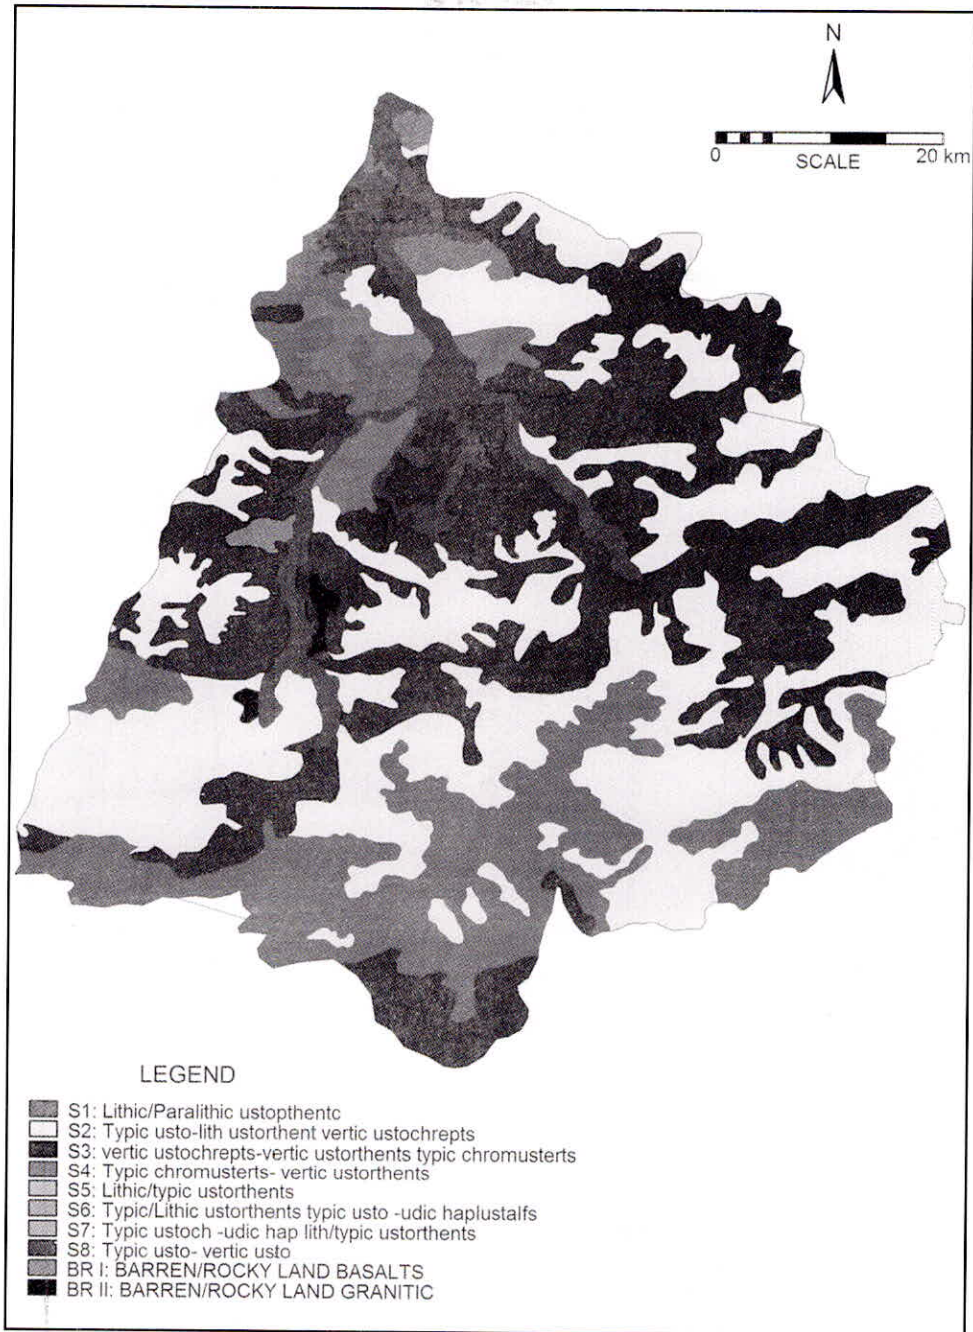 N
0 20 km
SCALE
LEGEND
S1: Lithic/Paralithic ustopthentc
S2: Typic usto-lith ustorthent vertic ustochrepts
S3: vertic ustochrepts-vertic ustorthents typic chromusterts
S4: Typic chromusterts- vertic ustorthents
S5: Lithic/typic ustorthents
S6: Typic/Lithic ustorthents typic usto -udic haplustalfs
S7: Typic ustoch -udic hap lith/typic ustorthents
S8: Typic usto- vertic usto
BR I: BARREN/ROCKY LAND BASALTS
BR II: BARREN/ROCKY LAND GRANITIC